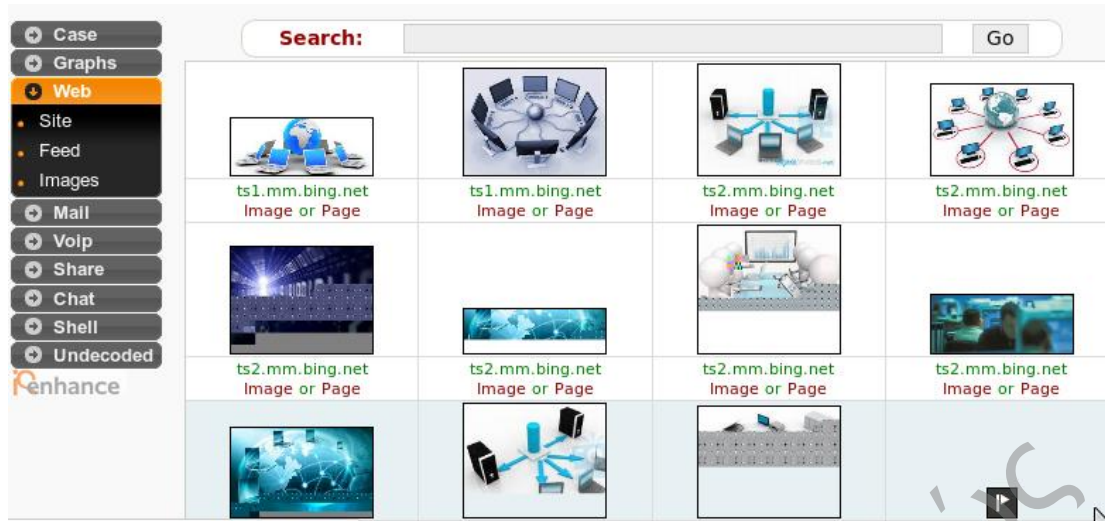 Case
Graphs
Web
Site
Feed
Images
Mail
Voip
Share
Chat
Shell
Undecoded
enhance
Search: Go
ts1.mm.bing.net ts1.mm.bing.net ts2.mm.bing.net ts2.mm.bing.net
Image or Page Image or Page Image or Page Image or Page
ts2.mm.bing.net ts2.mm.bing.net ts2.mm.bing.net ts2.mm.bing.net
Image or Page Image or Page Image or Page Image or Page